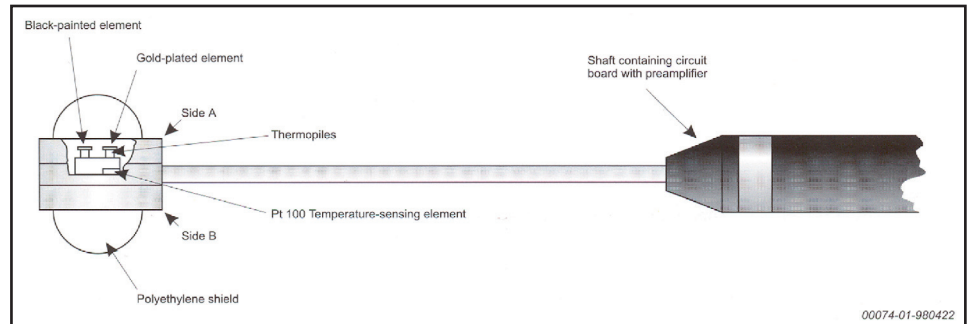 Black-painted element
Gold-plated element
Shaft containing circuit
board with preamplifier
Side A
Thermopiles
Pt 100 Temperature-sensing element
Side B
Polyethylene shield
00074-01-980422